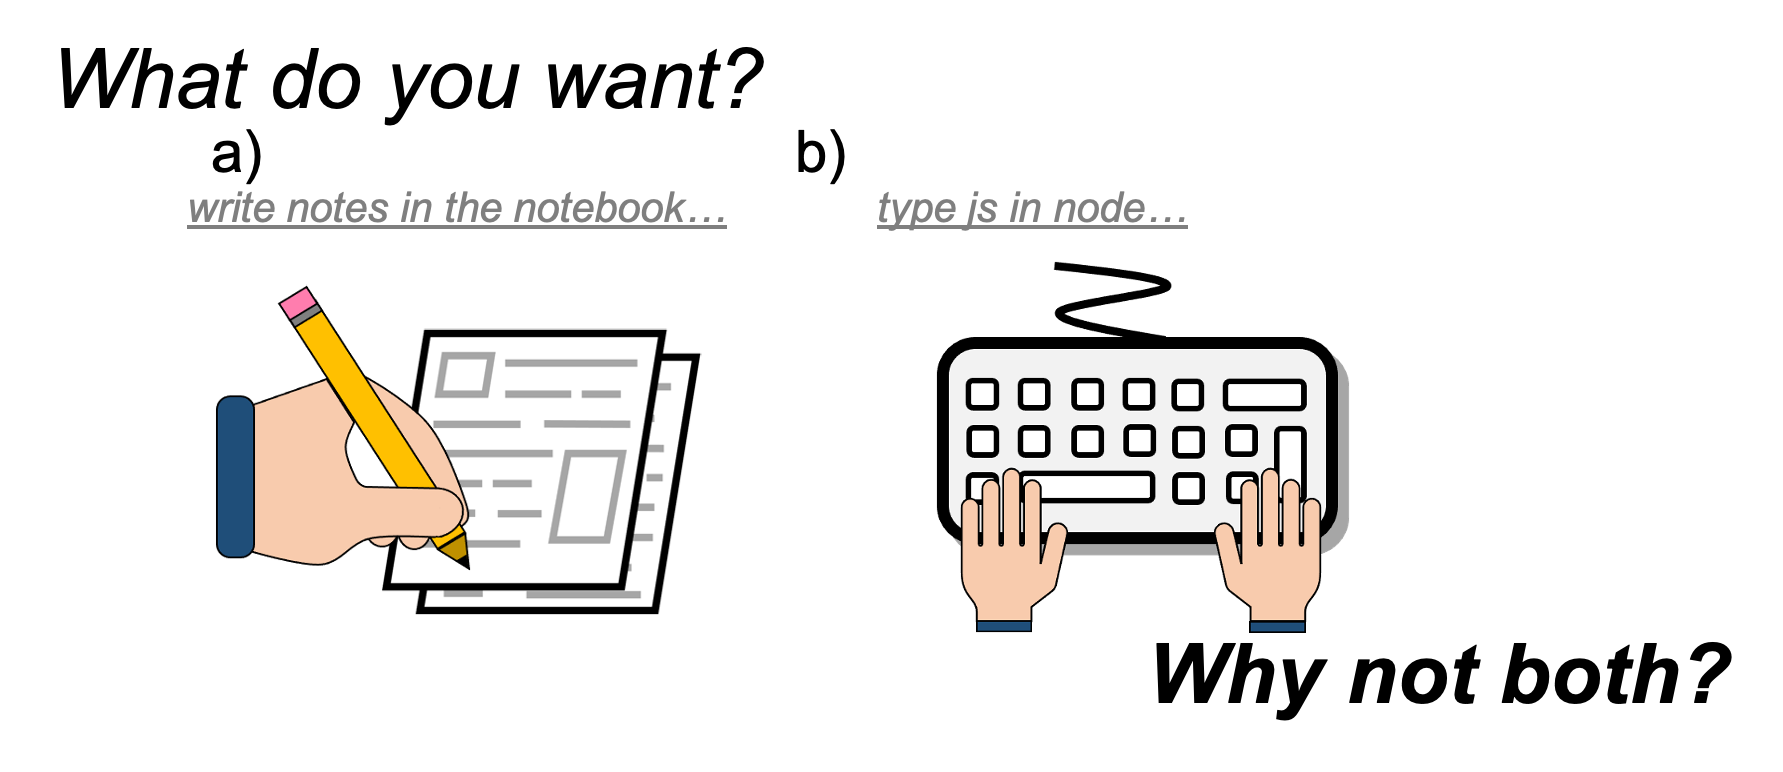 What do you want?
a)
b)
write notes in the notebook…
type js in node…
Why not both?